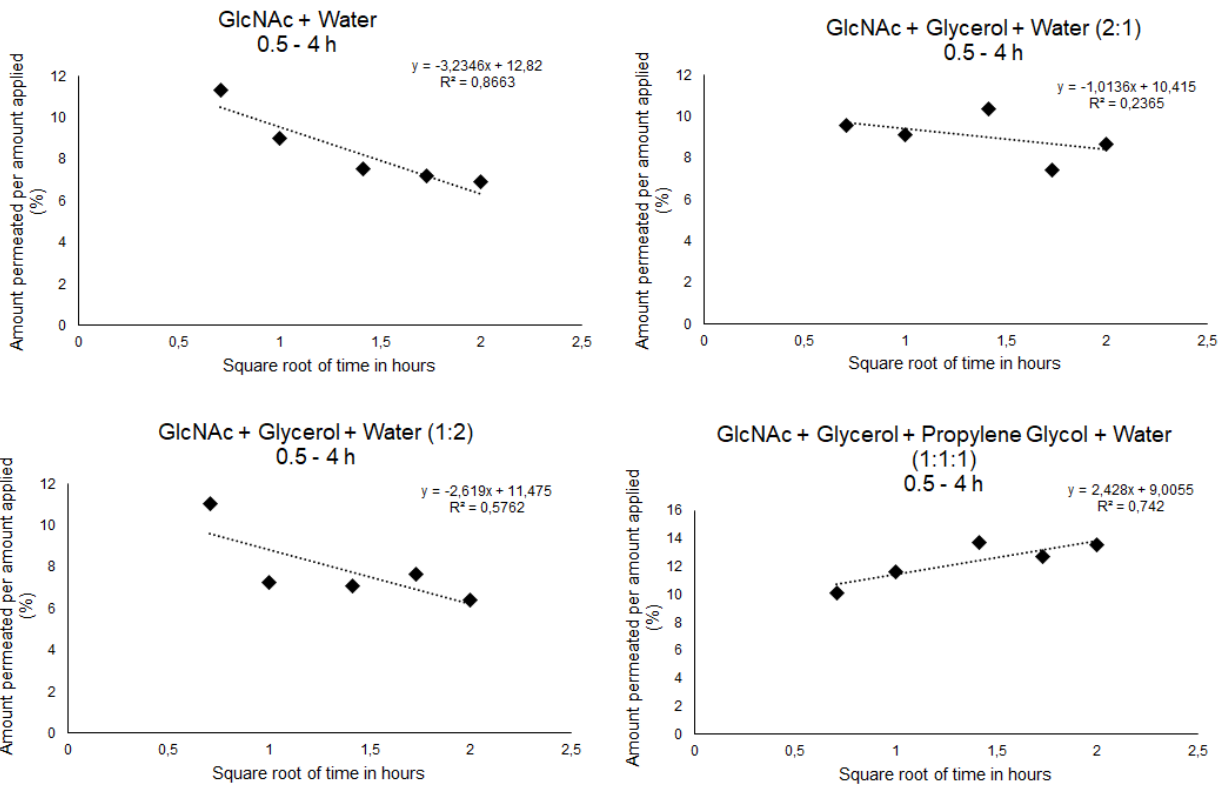 GlcNAc + Water
0.5 - 4 h
y = -3,2346x + 12,82
R² = 0,8663
Amount permeated per amount applied
(%)
12
10
8
6
4
2
0
0
0,5
1
1,5
2
2,5
Square root of time in hours
GlcNAc + Glycerol + Water (2:1)
0.5 - 4 h
y = -1,0136x + 10,415
R² = 0,2365
Amount permeated per amount applied
(%)
12
10
8
6
4
2
0
0
0,5
1
1,5
2
2,5
Square root of time in hours
GlcNAc + Glycerol + Water (1:2)
0.5 - 4 h
y = -2,619x + 11,475
R² = 0,5762
Amount permeated per amount applied
(%)
12
10
8
6
4
2
0
0
0,5
1
1,5
2
2,5
Square root of time in hours
GlcNAc + Glycerol + Propylene Glycol + Water
(1:1:1)
0.5 - 4 h
y = 2,428x + 9,0055
R² = 0,742
Amount permeated per amount applied
(%)
16
14
12
10
8
6
4
2
0
0
0,5
1
1,5
2
2,5
Square root of time in hours